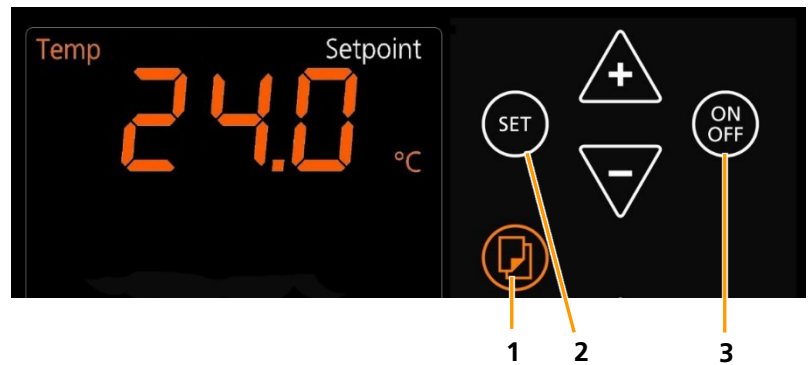 Temp Setpoint
24.0 °C
+
SET
ON
OFF
-
1 2 3